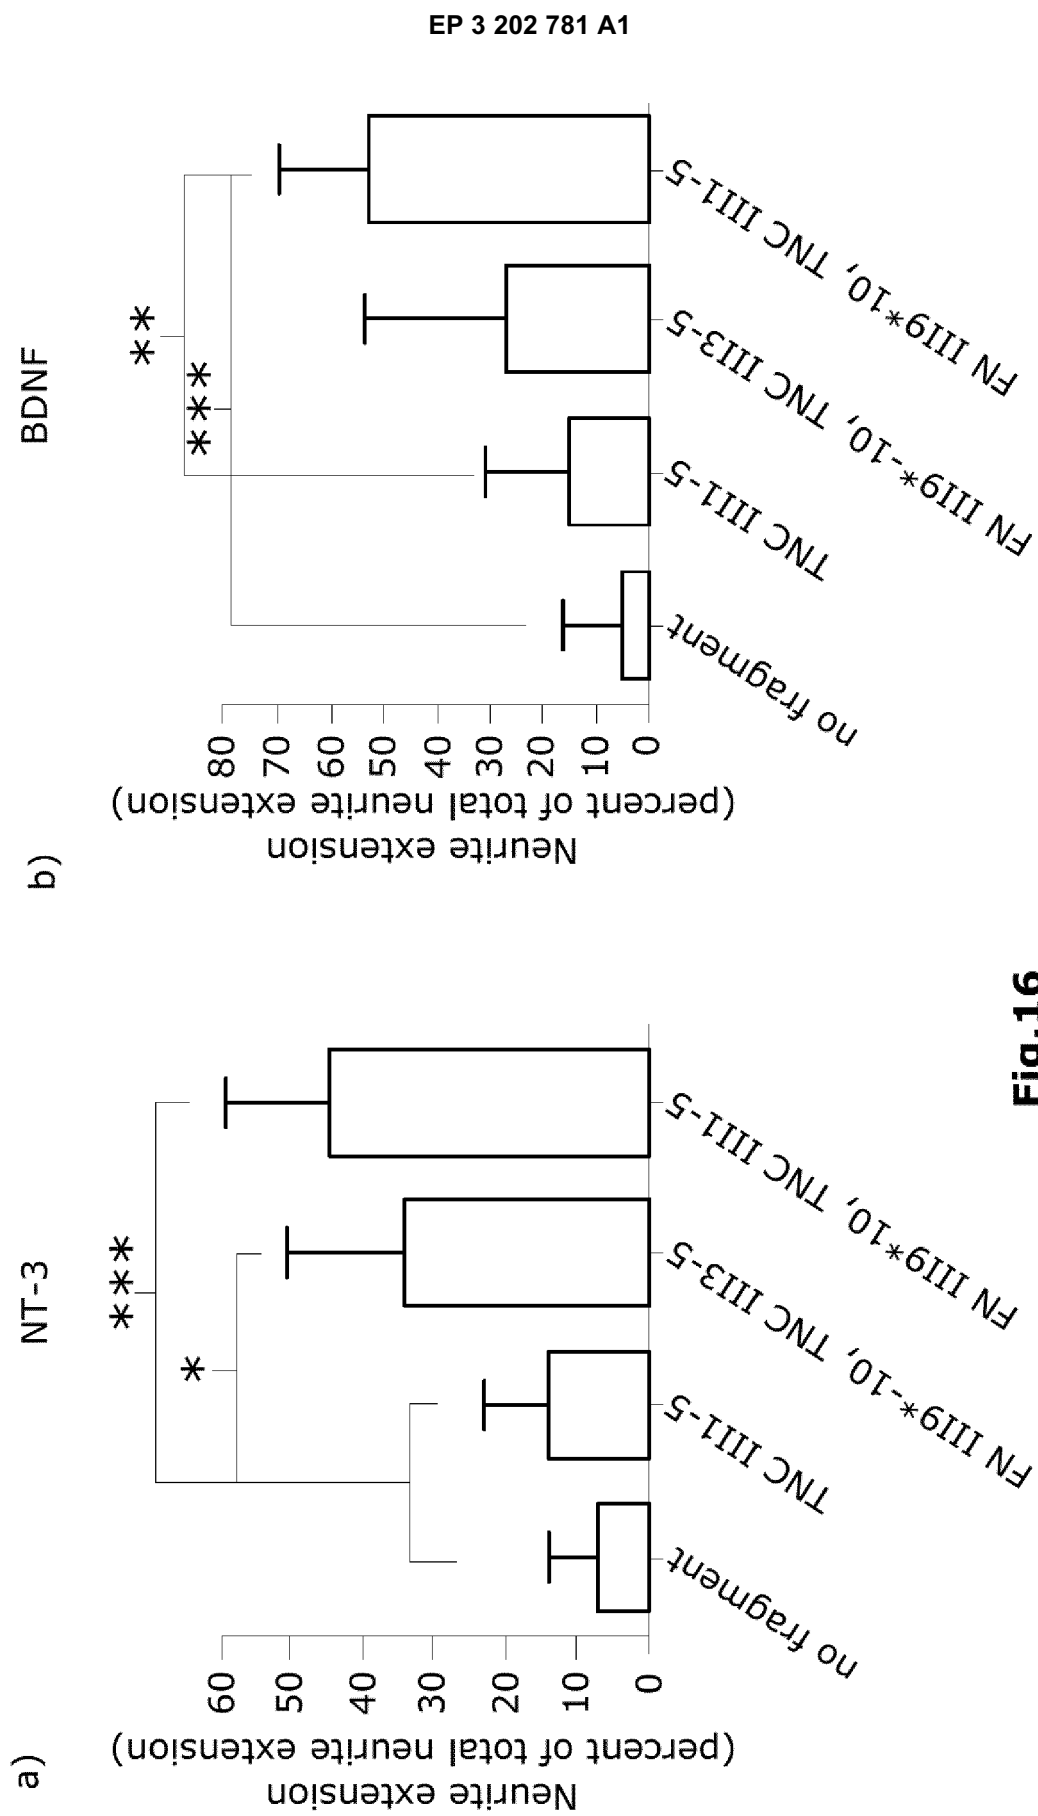 EP 3 202 781 A1
a)
NT-3
***
*
Neurite extension
(percent of total neurite extension)
60
50
40
30
20
10
0
no fragment
TNC III1-5
FN III9*-10, TNC III3-5
FN III9*10, TNC III1-5
b)
BDNF
**
***
Neurite extension
(percent of total neurite extension)
80
70
60
50
40
30
20
10
0
no fragment
TNC III1-5
FN III9*-10, TNC III3-5
FN III9*10, TNC III1-5
Fig.16